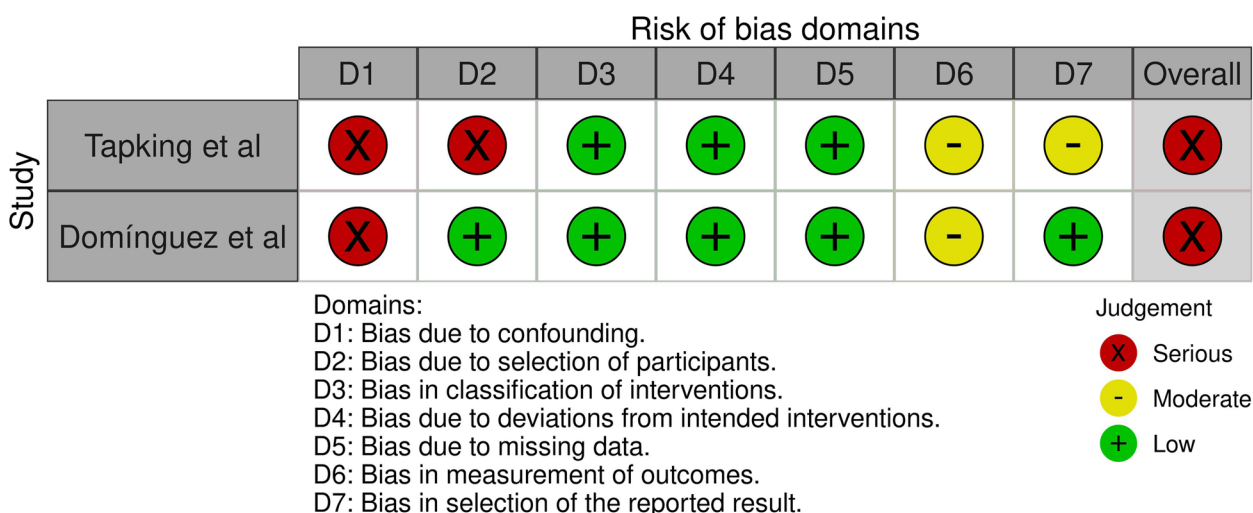 Risk of bias domains
D1 D2 D3 D4 D5 D6 D7 Overall
Study
Tapking et al X X + + + - - X
Domínguez et al X + + + + - + X
Domains:
D1: Bias due to confounding.
D2: Bias due to selection of participants.
D3: Bias in classification of interventions.
D4: Bias due to deviations from intended interventions.
D5: Bias due to missing data.
D6: Bias in measurement of outcomes.
D7: Bias in selection of the reported result.
Judgement
X Serious
- Moderate
+ Low